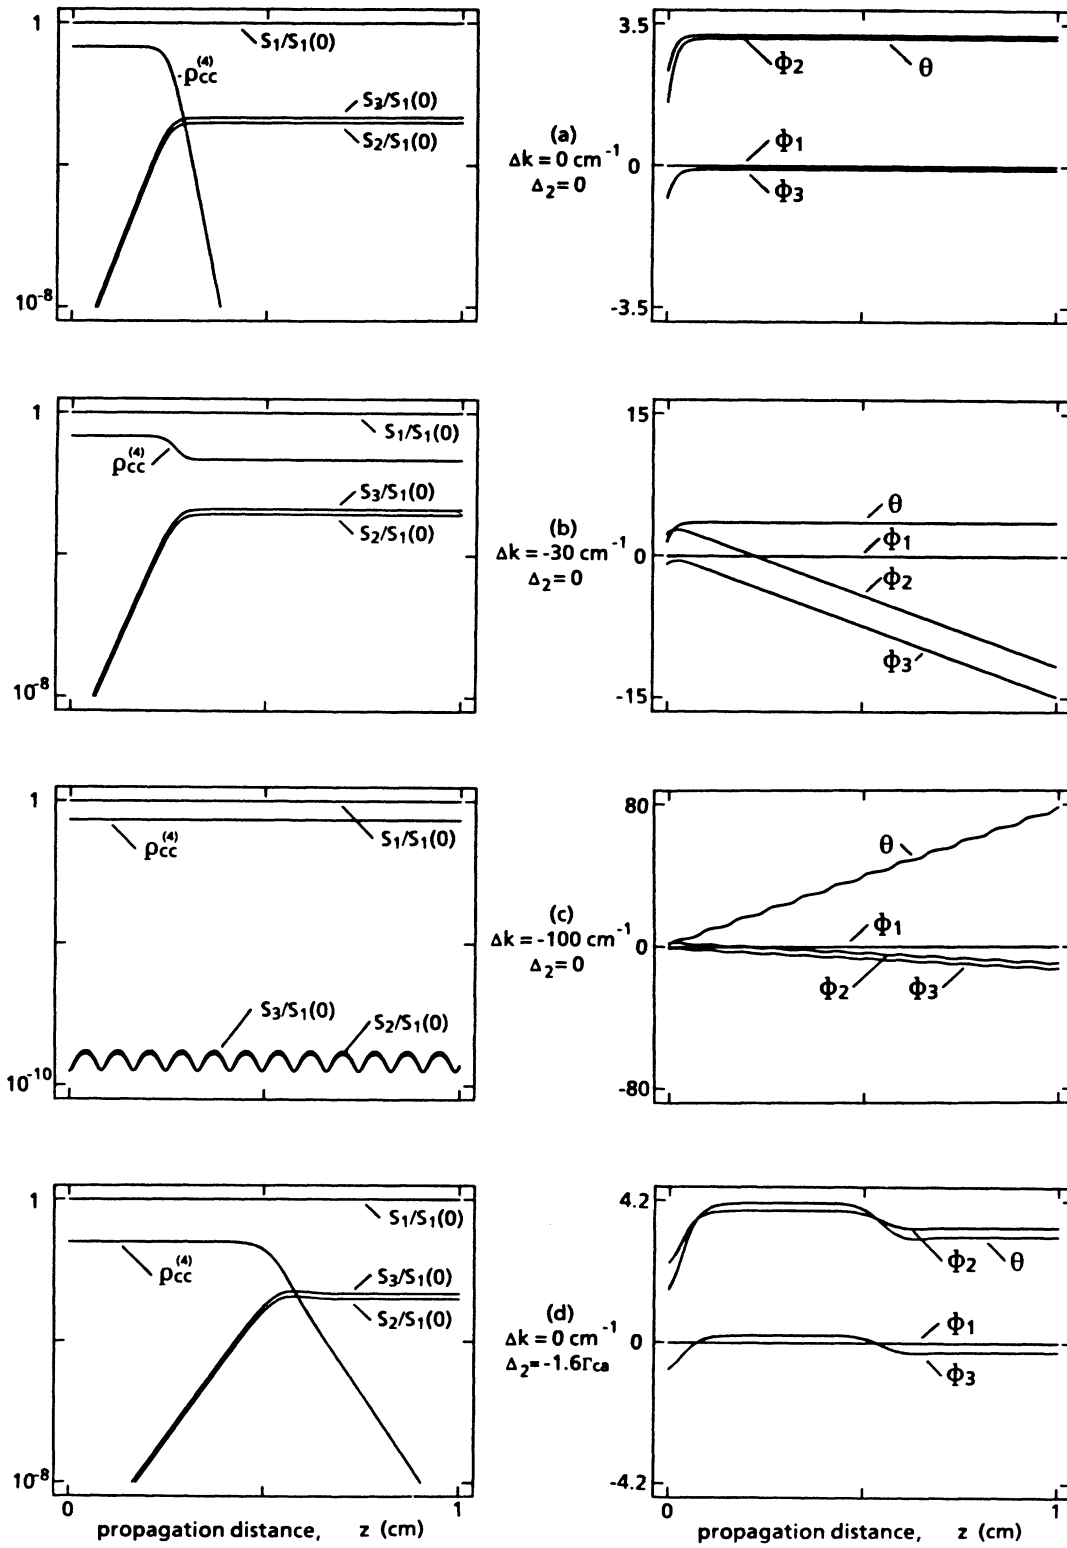 1
S₁/S₁(0)
ρcc⁽⁴⁾
S₃/S₁(0)
S₂/S₁(0)
10⁻⁸
(a)
Δk = 0 cm⁻¹
Δ₂= 0
3.5
ϕ₂
θ
0
ϕ₁
ϕ₃
-3.5
1
S₁/S₁(0)
ρcc⁽⁴⁾
S₃/S₁(0)
S₂/S₁(0)
10⁻⁸
(b)
Δk = -30 cm⁻¹
Δ₂= 0
15
θ
0
ϕ₁
ϕ₂
ϕ₃
-15
1
S₁/S₁(0)
ρcc⁽⁴⁾
S₃/S₁(0)
S₂/S₁(0)
10⁻¹⁰
(c)
Δk = -100 cm⁻¹
Δ₂= 0
80
θ
ϕ₁
0
ϕ₂
ϕ₃
-80
1
S₁/S₁(0)
ρcc⁽⁴⁾
S₃/S₁(0)
S₂/S₁(0)
10⁻⁸
0
1
propagation distance, z (cm)
(d)
Δk = 0 cm⁻¹
Δ₂= -1.6Γca
4.2
ϕ₂
θ
0
ϕ₁
ϕ₃
-4.2
0
1
propagation distance, z (cm)